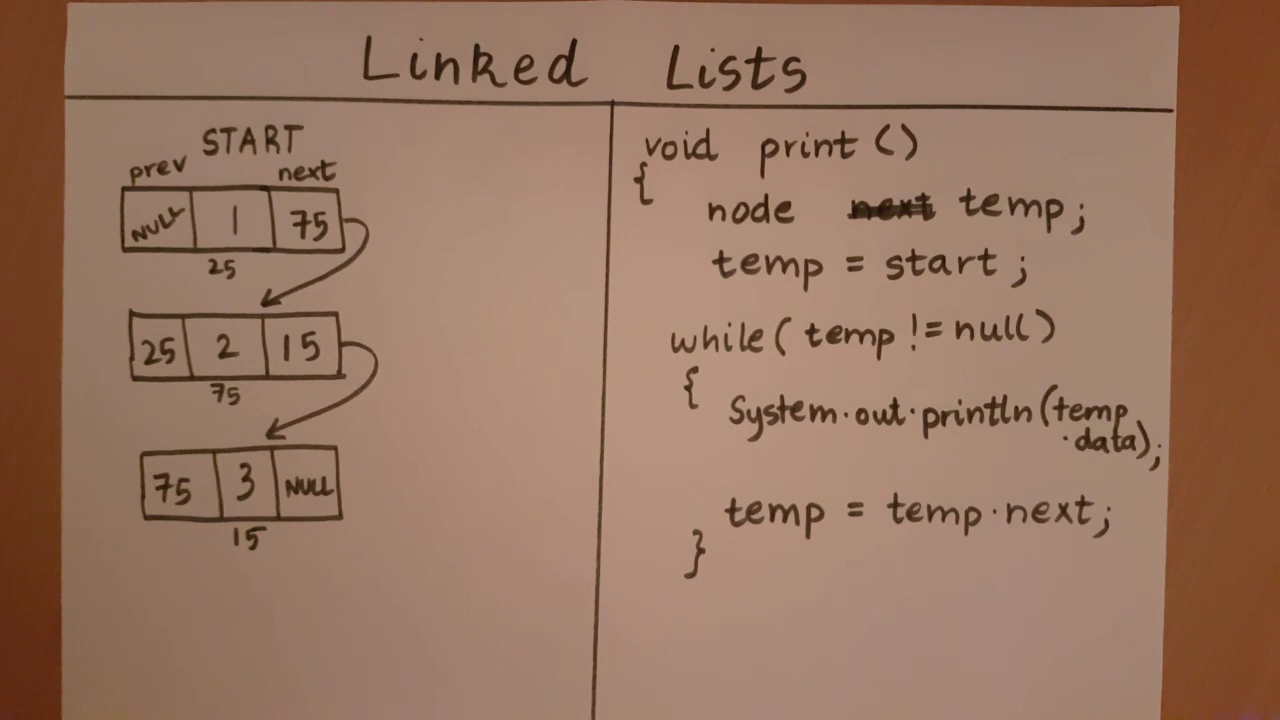 Linked Lists
START
prev next
NULL 1 75
25
25 2 15
75
75 3 NULL
15
void print ()
{
node next temp;
temp = start ;
while( temp != null )
{
System.out.println(temp
.data);
temp = temp.next;
}